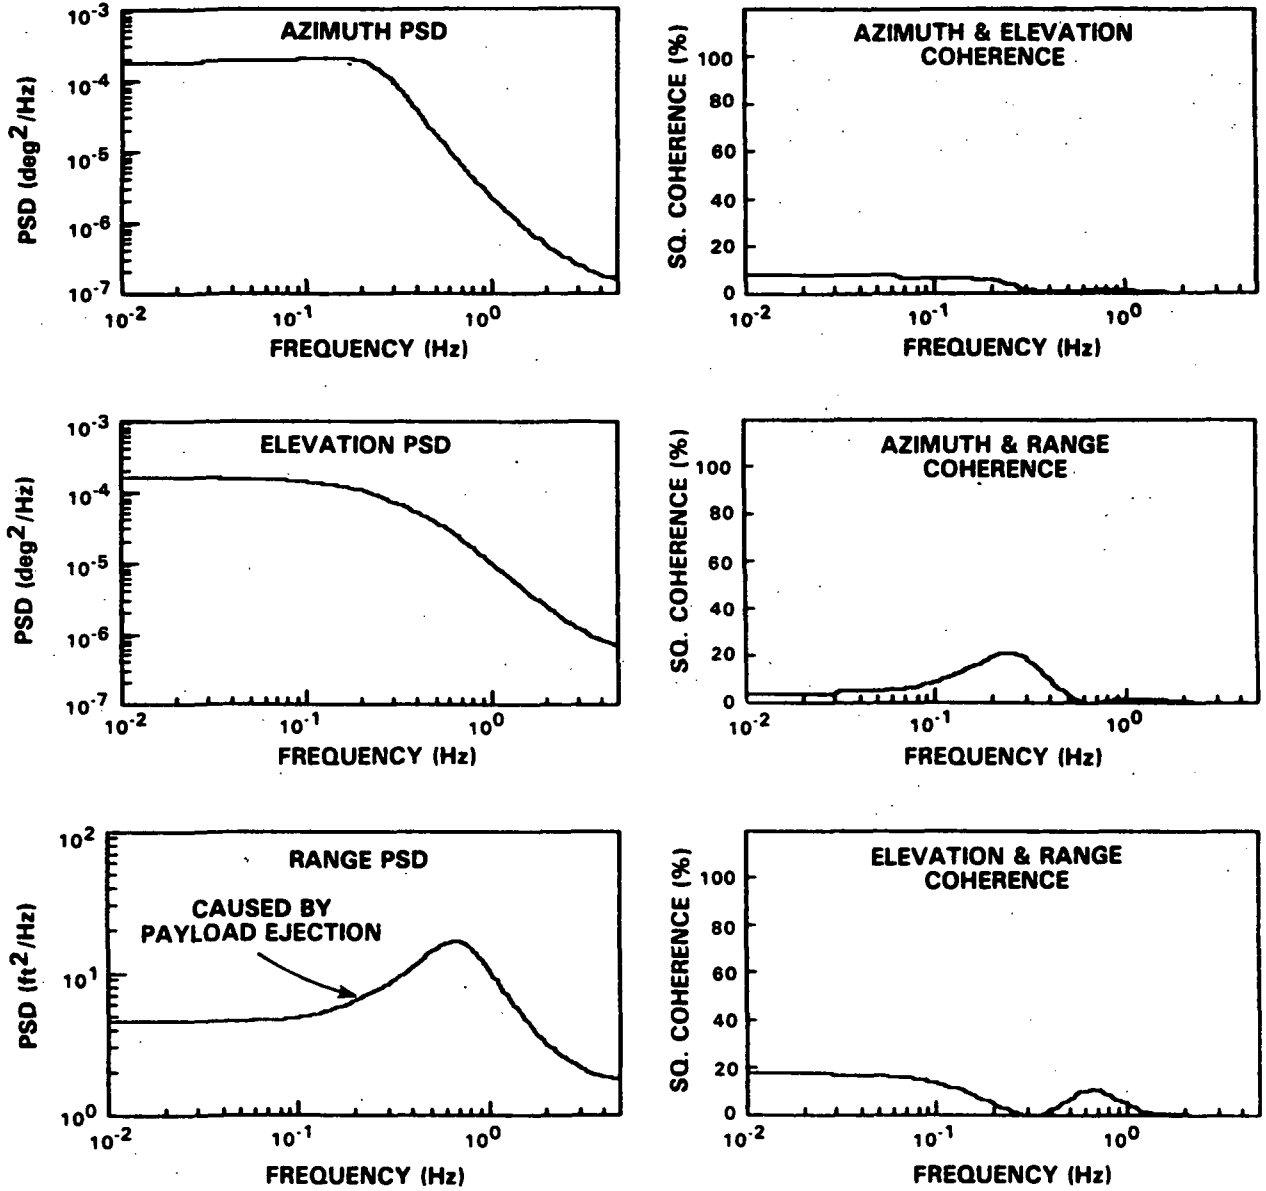 AZIMUTH PSD
PSD (deg²/Hz)
10⁻³
10⁻⁴
10⁻⁵
10⁻⁶
10⁻⁷
10⁻²
10⁻¹
10⁰
FREQUENCY (Hz)
AZIMUTH & ELEVATION
COHERENCE
SQ. COHERENCE (%)
100
80
60
40
20
0
10⁻²
10⁻¹
10⁰
FREQUENCY (Hz)
ELEVATION PSD
PSD (deg²/Hz)
10⁻³
10⁻⁴
10⁻⁵
10⁻⁶
10⁻⁷
10⁻²
10⁻¹
10⁰
FREQUENCY (Hz)
AZIMUTH & RANGE
COHERENCE
SQ. COHERENCE (%)
100
80
60
40
20
0
10⁻²
10⁻¹
10⁰
FREQUENCY (Hz)
RANGE PSD
CAUSED BY
PAYLOAD EJECTION
PSD (ft²/Hz)
10²
10¹
10⁰
10⁻²
10⁻¹
10⁰
FREQUENCY (Hz)
ELEVATION & RANGE
COHERENCE
SQ. COHERENCE (%)
100
80
60
40
20
0
10⁻²
10⁻¹
10⁰
FREQUENCY (Hz)